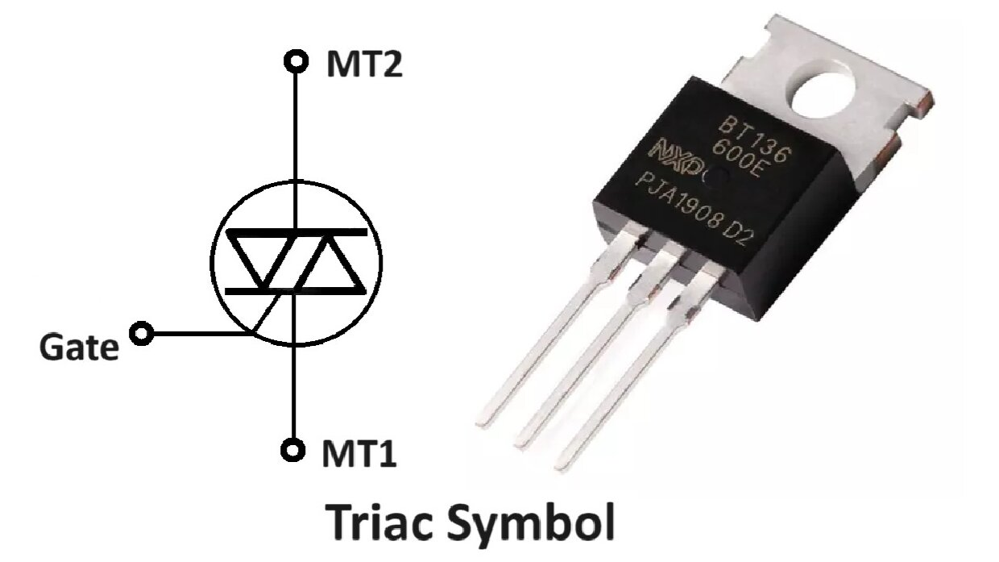 MT2
Gate
MT1
Triac Symbol
BT136
600E
NXP
PJA1908 D2